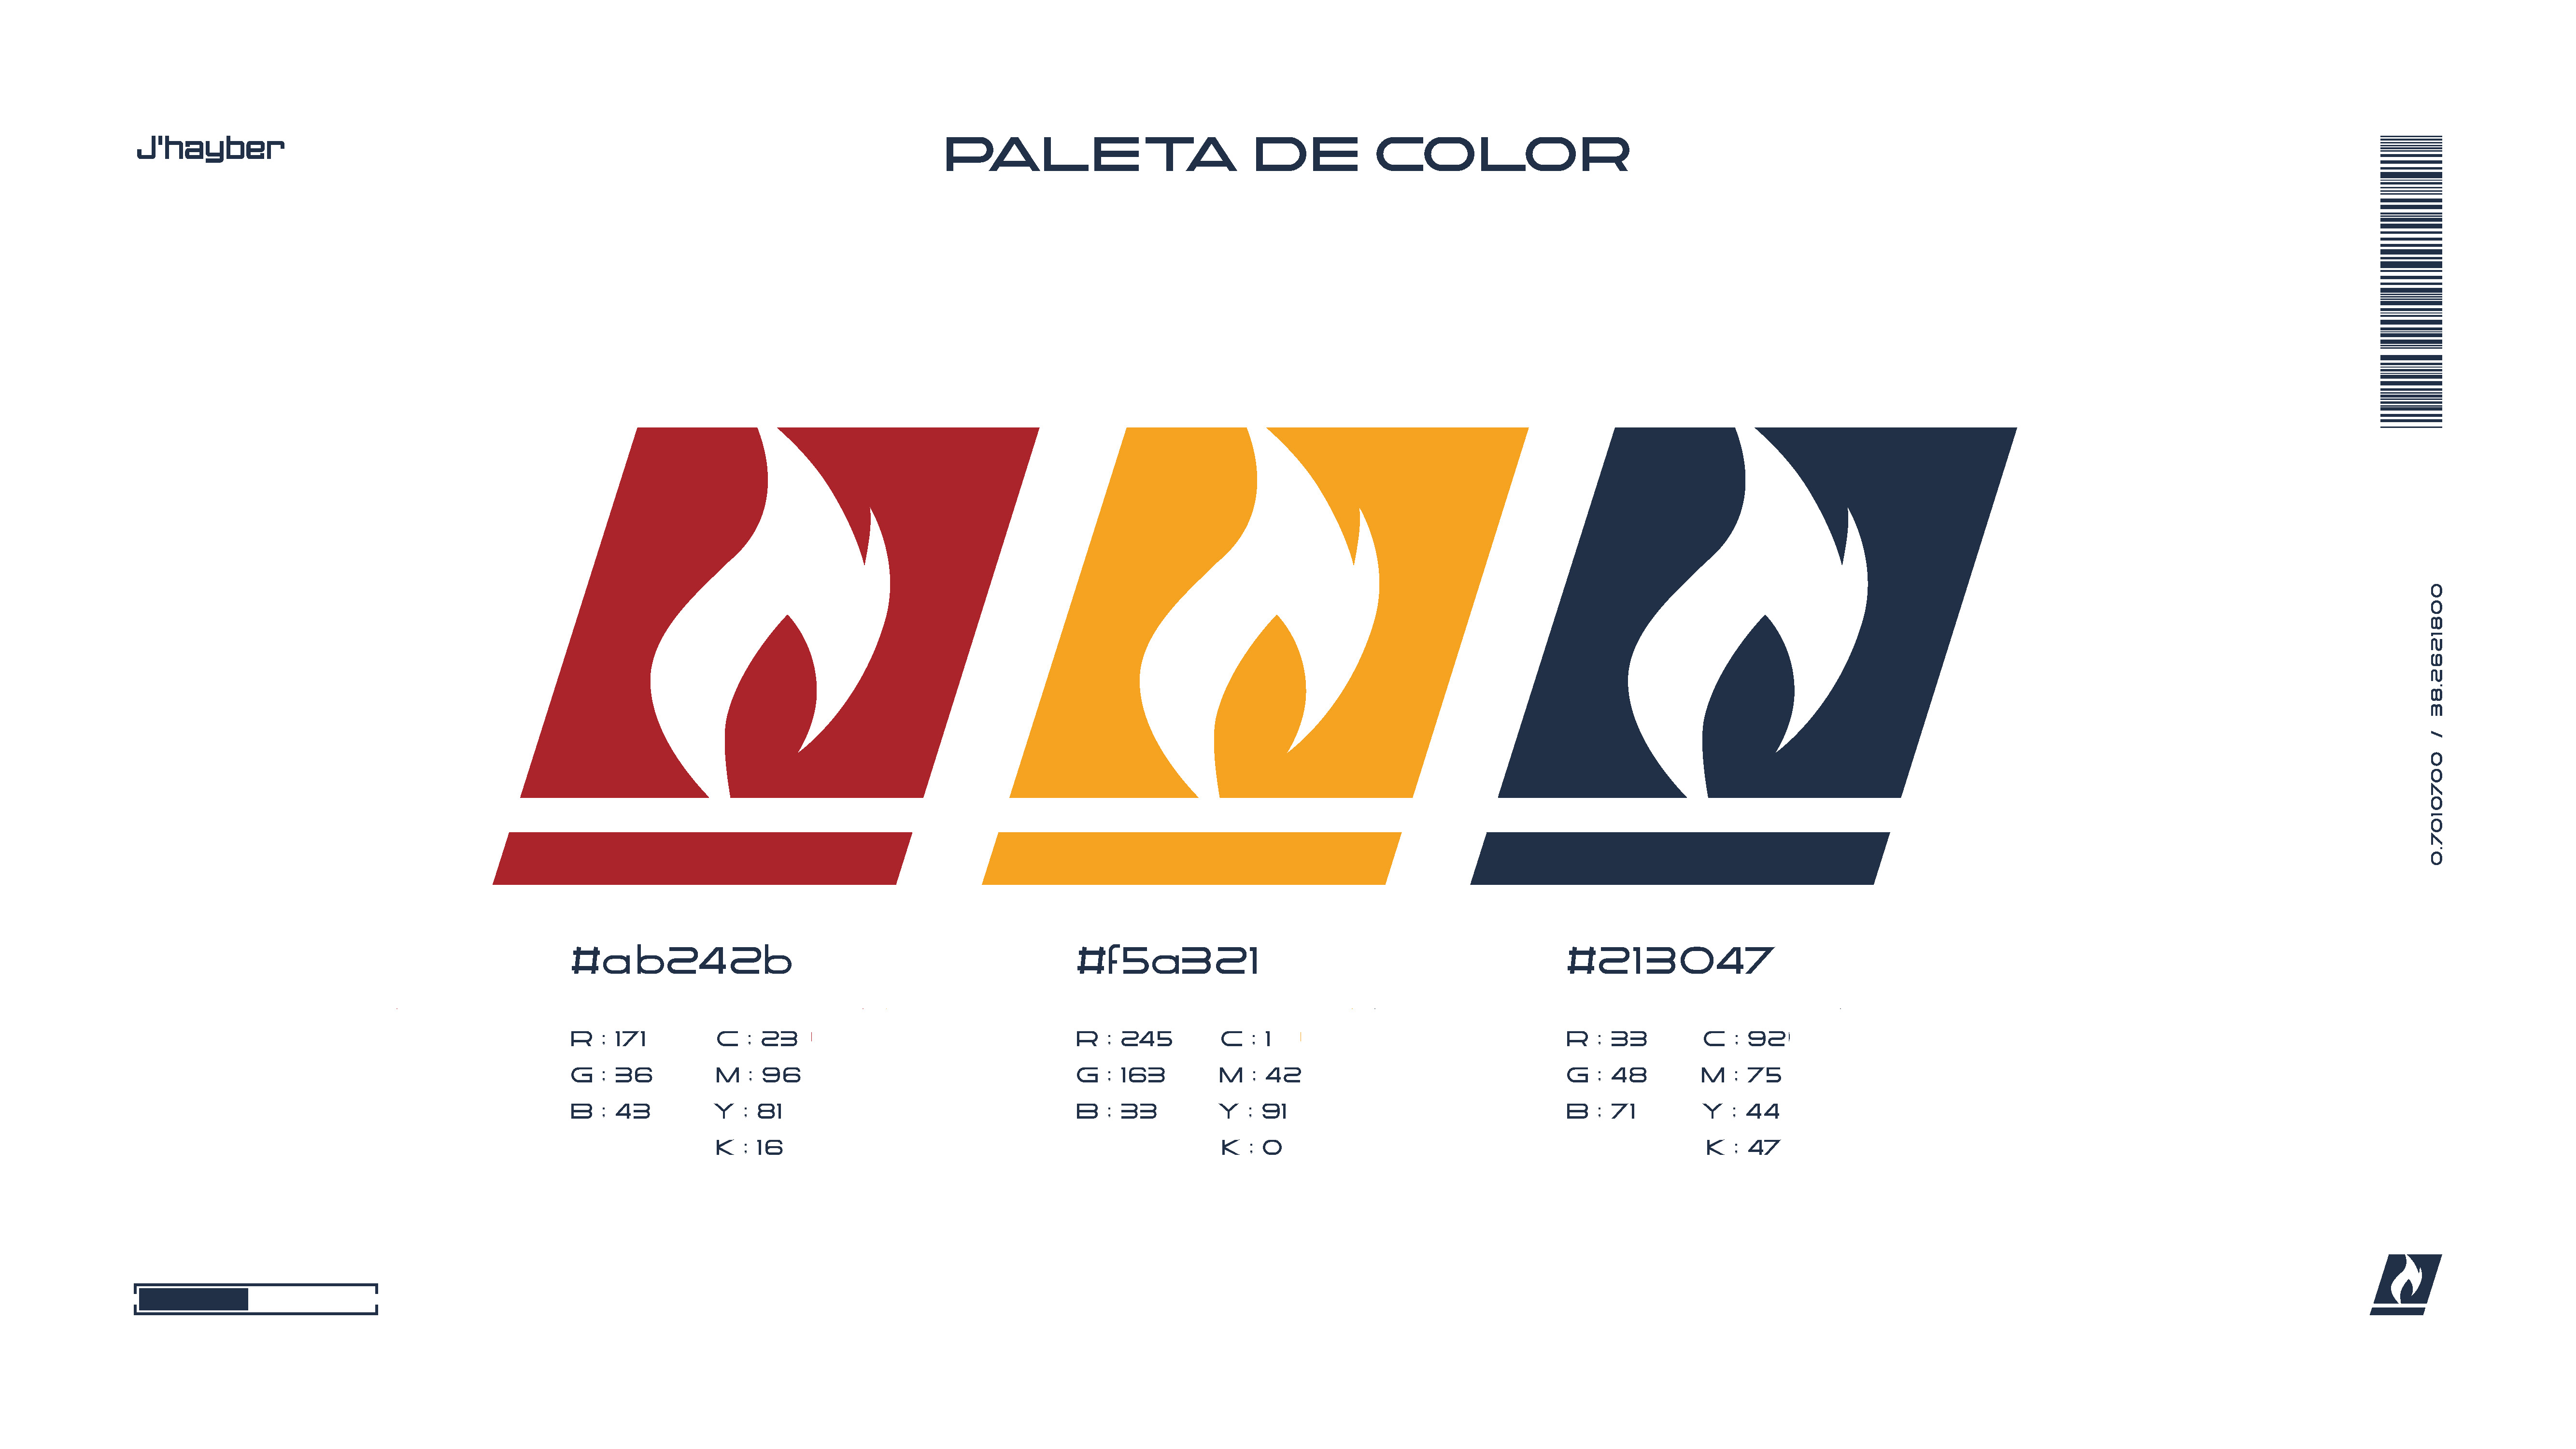 J'hayber
PALETA DE COLOR
#ab242b
R : 171
G : 36
B : 43
C : 23
M : 96
Y : 81
K : 16
#f5a321
R : 245
G : 163
B : 33
C : 1
M : 42
Y : 91
K : 0
#213047
R : 33
G : 48
B : 71
C : 92
M : 75
Y : 44
K : 47
0.7010700 / 38.2621800